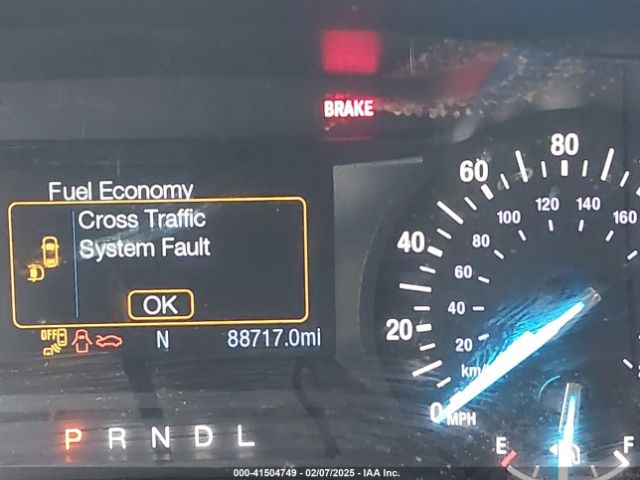 BRAKE
Fuel Economy
Cross Traffic
System Fault
OK
OFF
N 88717.0mi
P R N D L
0 20 40 60 80
20 40 60 80 100 120 140 160
km/
MPH
E F
000-41504749 - 02/07/2025 - IAA Inc.